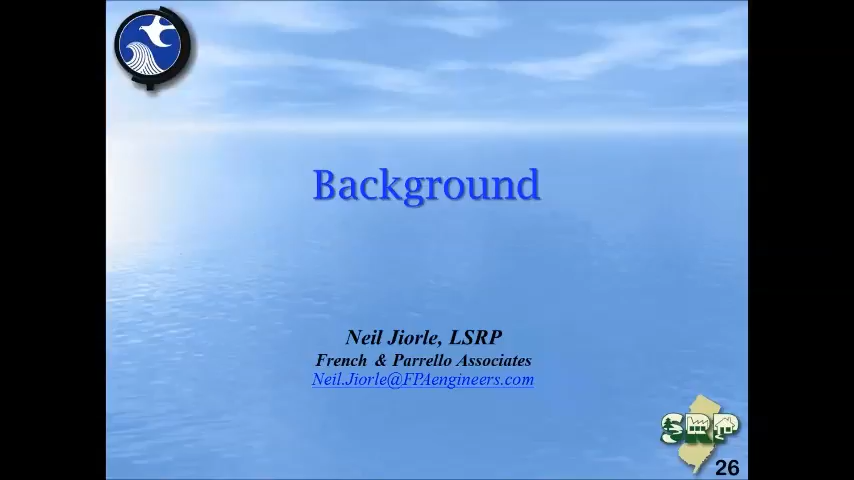 Background
Neil Jiorle, LSRP
French & Parrello Associates
Neil.Jiorle@FPAengineers.com
SRP
26